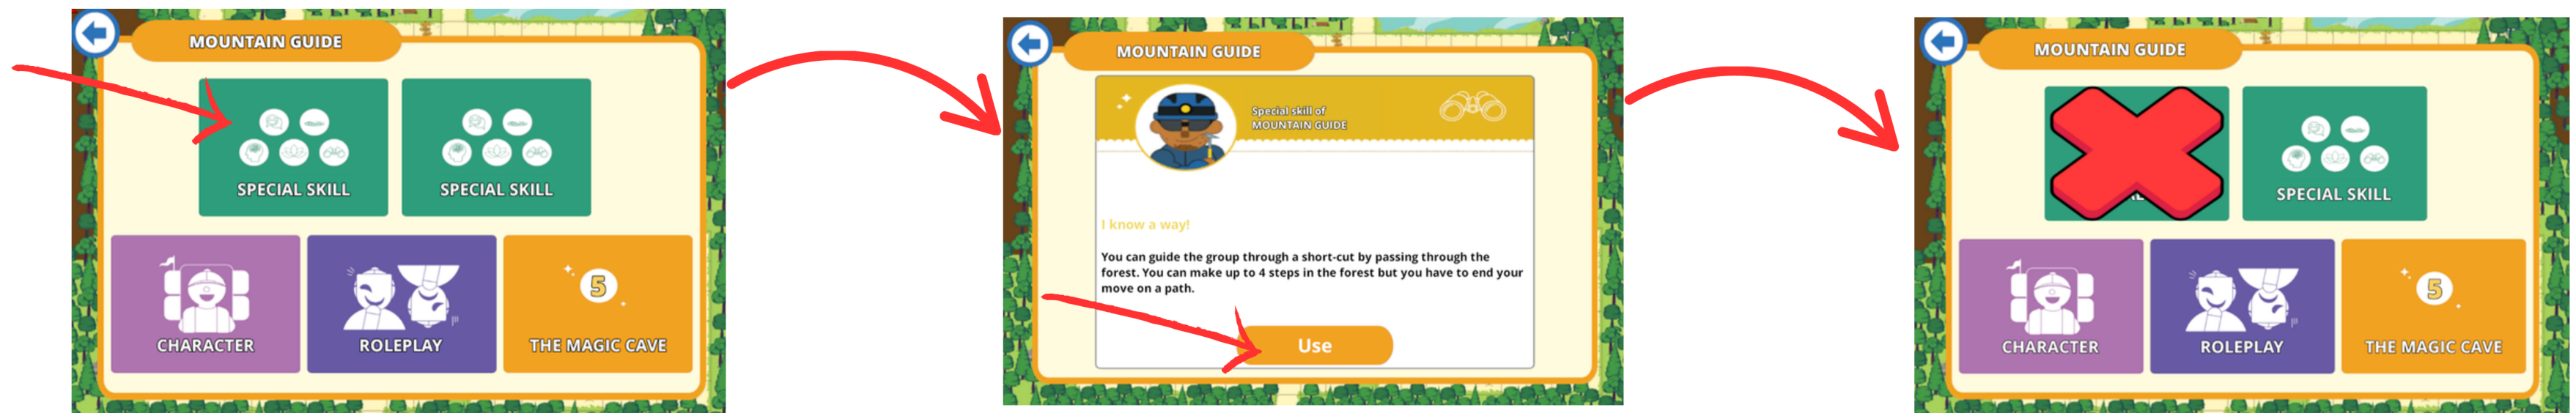 MOUNTAIN GUIDE
SPECIAL SKILL
SPECIAL SKILL
CHARACTER
ROLEPLAY
5
THE MAGIC CAVE
MOUNTAIN GUIDE
Special skill of
MOUNTAIN GUIDE
I know a way!
You can guide the group through a short-cut by passing through the
forest. You can make up to 4 steps in the forest but you have to end your
move on a path.
Use
MOUNTAIN GUIDE
SPECIAL SKILL
CHARACTER
ROLEPLAY
5
THE MAGIC CAVE